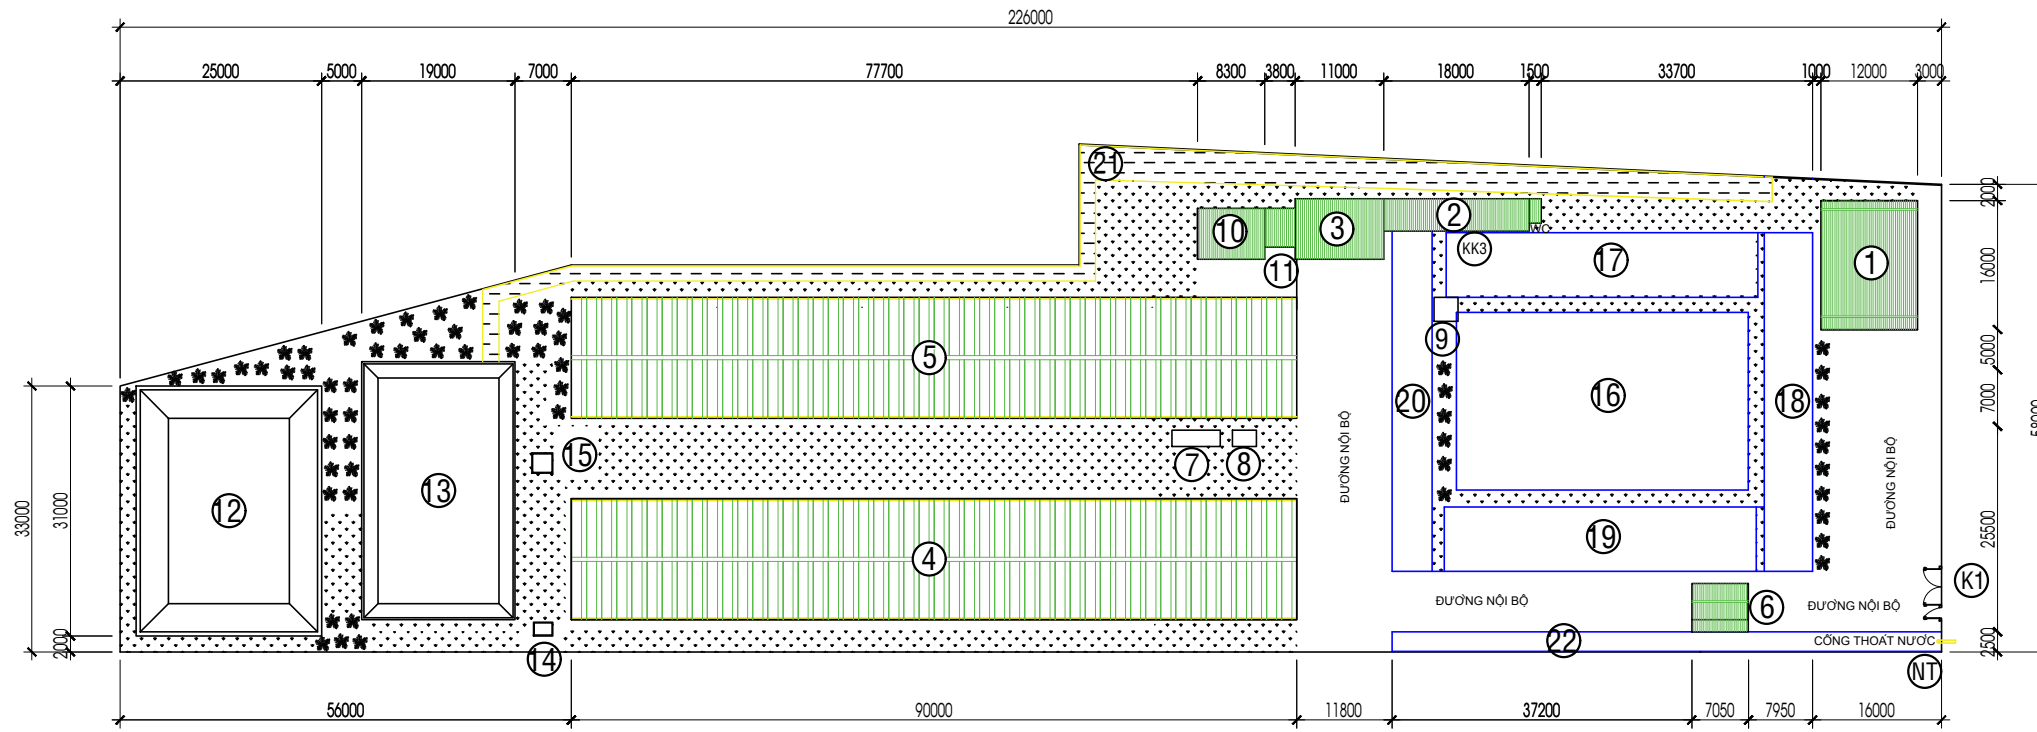 226000
25000 5000 19000 7000 77700 8300 3800 11000 18000 1500 33700 1000 12000 3000
21
2000
10 3 2 WC
KK3 17 1 16000
11
9
5 5000
20 16 18 7000
ĐƯỜNG NỘI BỘ
ĐƯỜNG NỘI BỘ
58000
15 7 8
13
12
33000 31000
25500
4 19
K1
ĐƯỜNG NỘI BỘ 6 ĐƯỜNG NỘI BỘ
2000 14 22 CỐNG THOÁT NƯỚC 2500
NT
56000 90000 11800 37200 7050 7950 16000